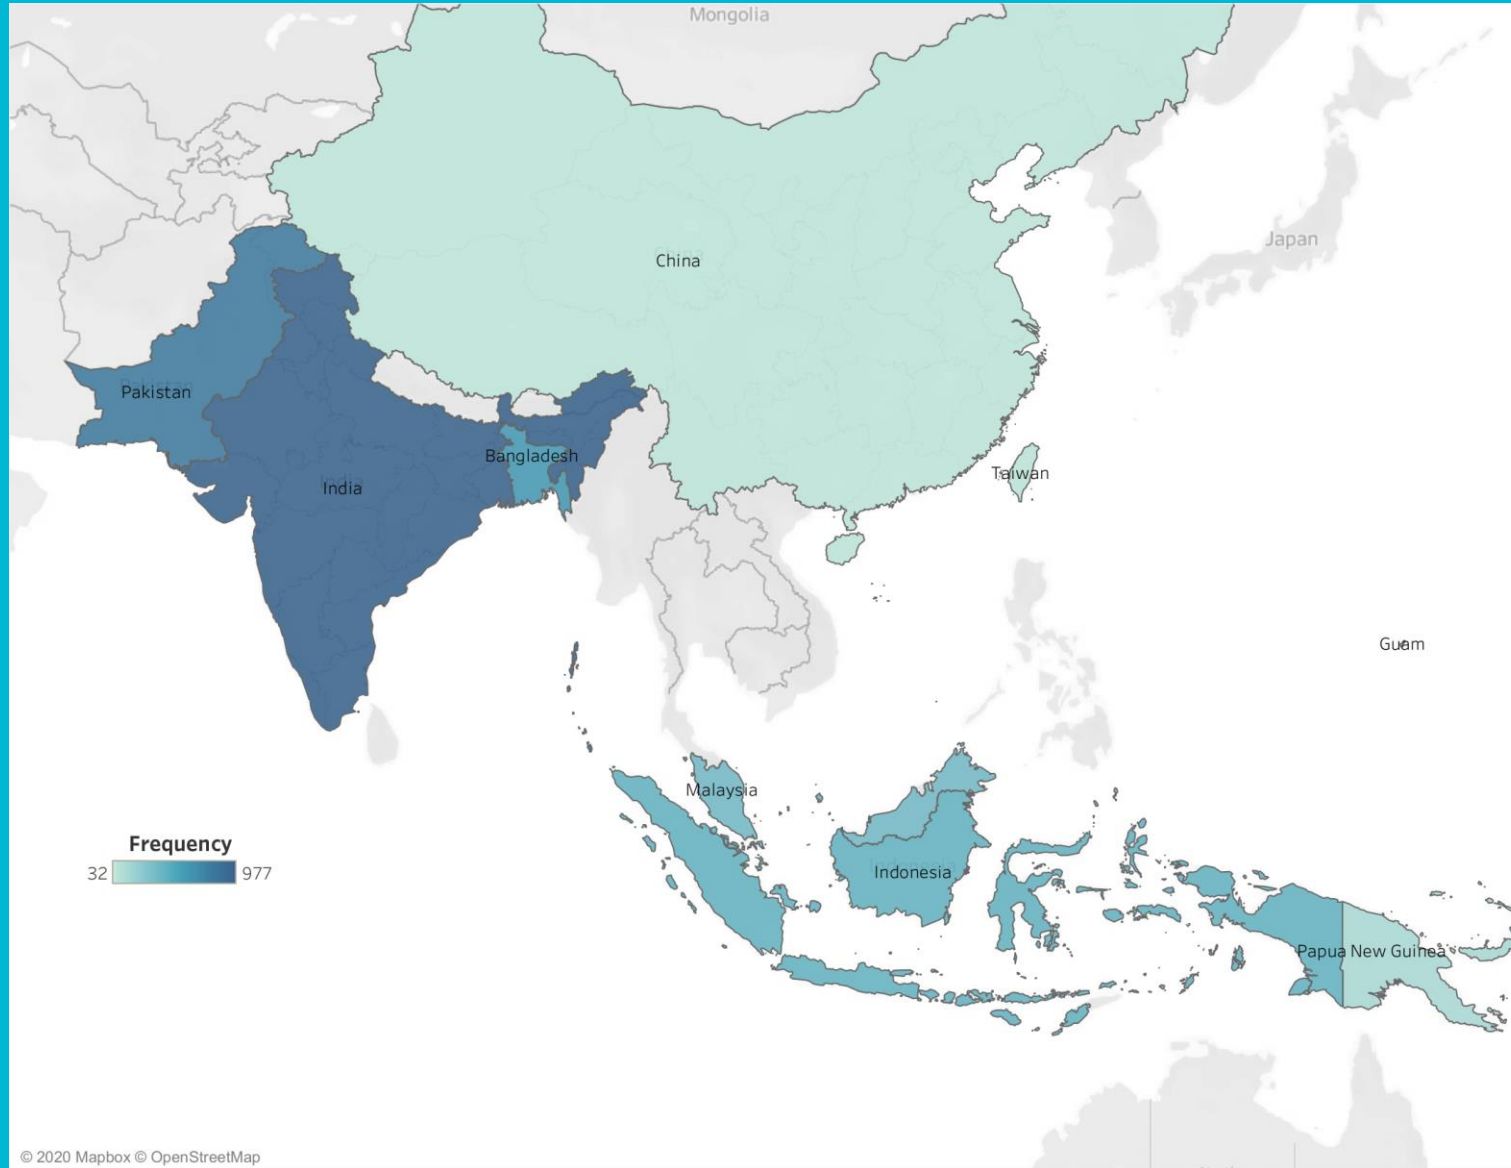 Mongolia
Japan
China
Pakistan
Bangladesh
India
Taiwan
Guam
Malaysia
Indonesia
Papua New Guinea
Frequency
32 977
© 2020 Mapbox © OpenStreetMap